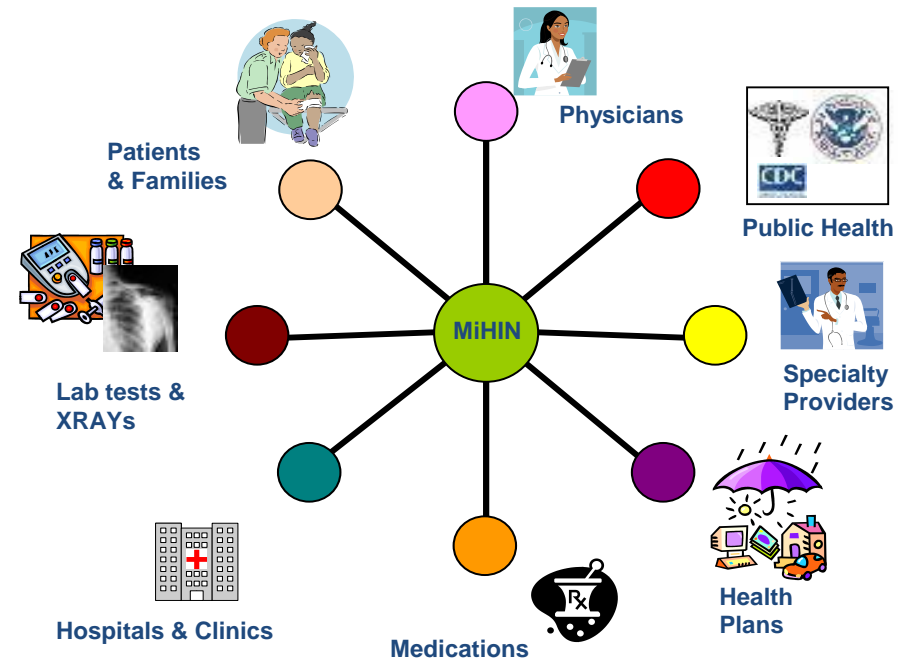 Physicians
Patients
& Families
CDC
Public Health
MiHIN
Specialty
Providers
Lab tests &
XRAYs
Rx
Health
Plans
Hospitals & Clinics
Medications